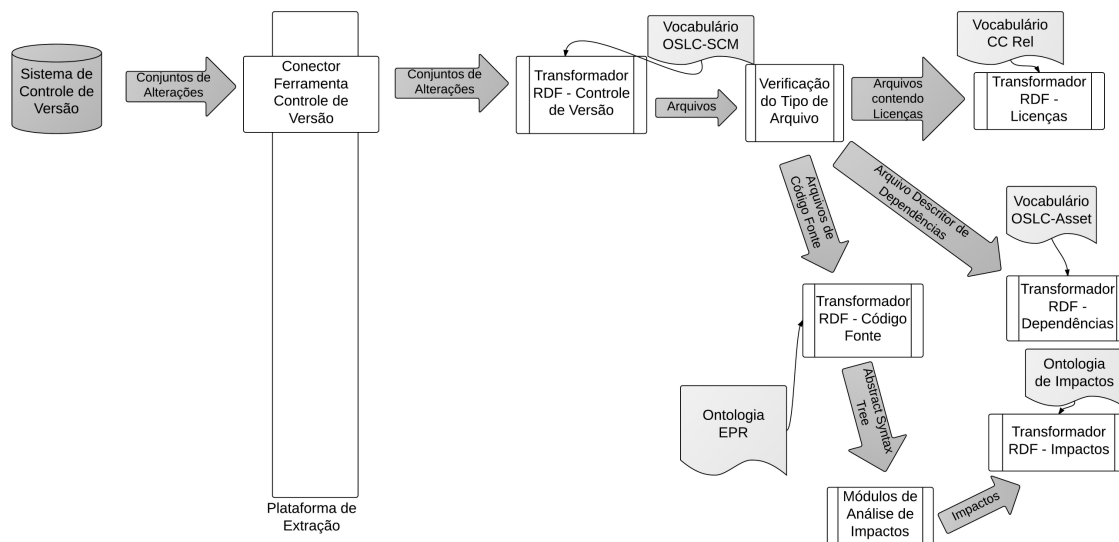 Sistema de
Controle de
Versão
Conjuntos de
Alterações
Conector
Ferramenta
Controle de
Versão
Plataforma de
Extração
Conjuntos de
Alterações
Transformador
RDF - Controle
de Versão
Vocabulário
OSLC-SCM
Arquivos
Verificação
do Tipo de
Arquivo
Arquivos
contendo
Licenças
Vocabulário
CC Rel
Transformador
RDF -
Licenças
Arquivos de
Código Fonte
Arquivo Descritor de
Dependências
Vocabulário
OSLC-Asset
Transformador
RDF -
Dependências
Transformador
RDF - Código
Fonte
Ontologia
EPR
Abstract Syntax
Tree
Ontologia
de Impactos
Transformador
RDF - Impactos
Módulos de
Análise de
Impactos
Impactos